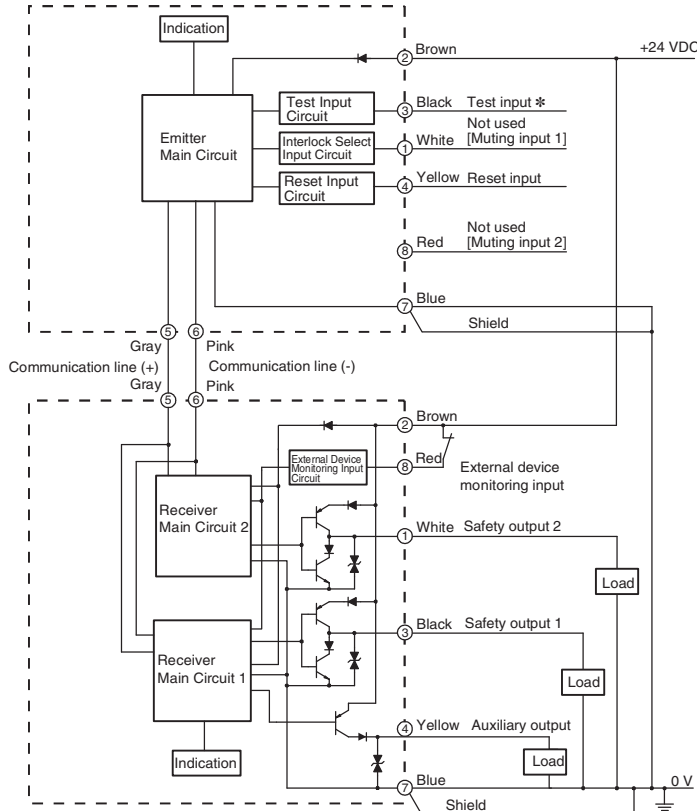 Indication
② Brown
+24 VDC
Emitter
Main Circuit
Test Input
Circuit
③ Black Test input *
Interlock Select
Input Circuit
① White
Not used
[Muting input 1]
Reset Input
Circuit
④ Yellow Reset input
⑧ Red
Not used
[Muting input 2]
⑦ Blue
Shield
⑤ ⑥
Gray Pink
Communication line (+) Communication line (-)
Gray Pink
⑤ ⑥
② Brown
External Device
Monitoring Input
Circuit
⑧ Red
External device
monitoring input
Receiver
Main Circuit 2
① White Safety output 2
Load
Receiver
Main Circuit 1
③ Black Safety output 1
Load
④ Yellow Auxiliary output
Load
Indication
⑦ Blue
0 V
Shield